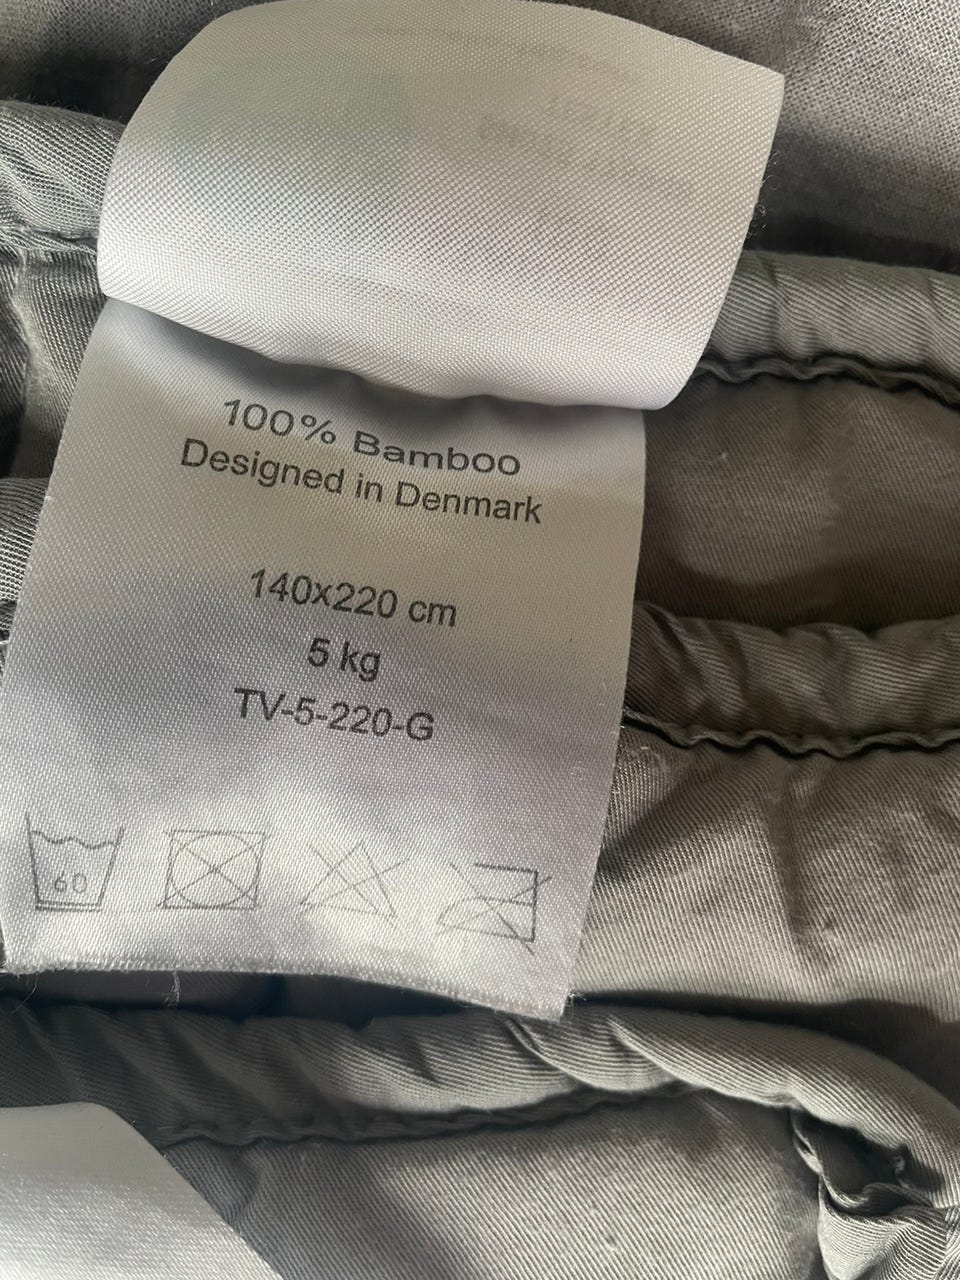 100% Bamboo
Designed in Denmark
140x220 cm
5 kg
TV-5-220-G
60